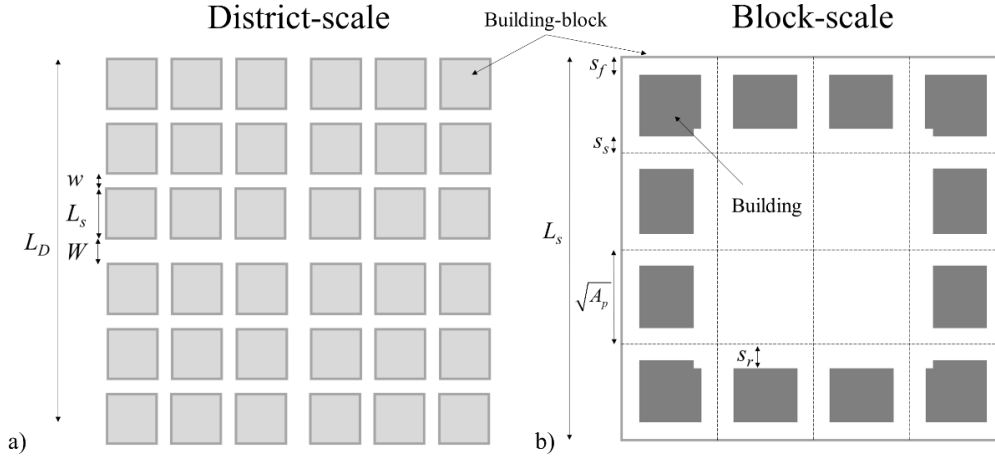 District-scale
Building-block
Block-scale
w
L_s
L_D
W
a)
s_f
s_s
Building
L_s
√A_p
s_r
b)